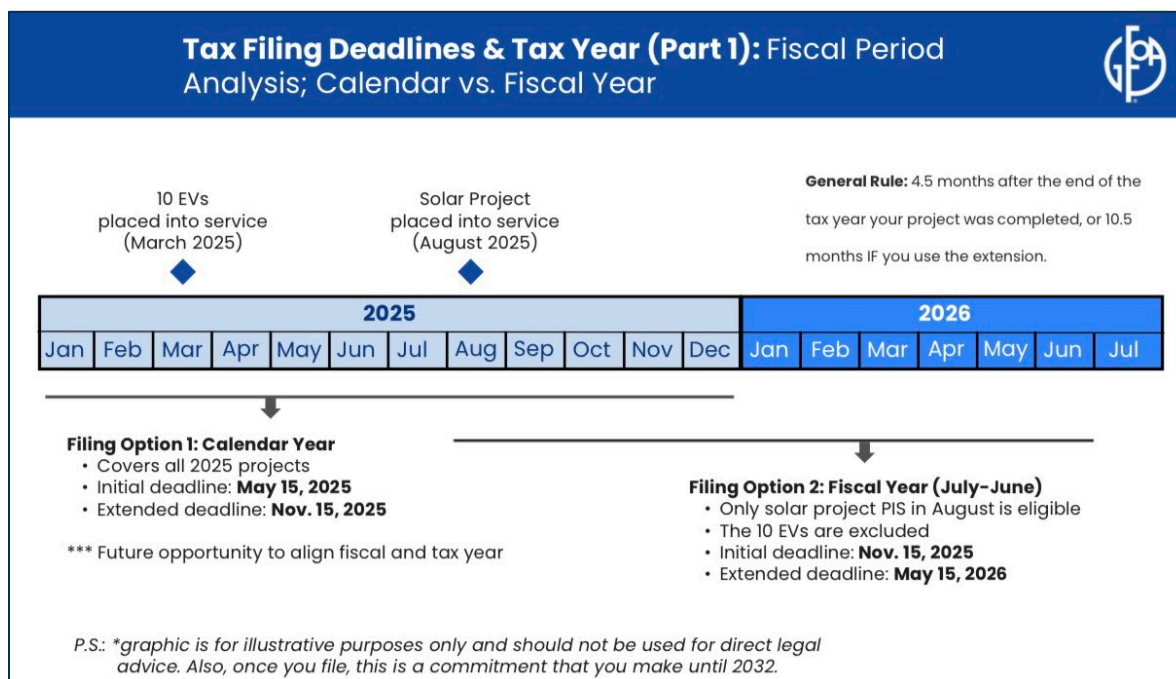 Tax Filing Deadlines & Tax Year (Part 1): Fiscal Period
Analysis; Calendar vs. Fiscal Year
GFOA
10 EVs
placed into service
(March 2025)
Solar Project
placed into service
(August 2025)
General Rule: 4.5 months after the end of the
tax year your project was completed, or 10.5
months IF you use the extension.
2025 2026
Jan Feb Mar Apr May Jun Jul Aug Sep Oct Nov Dec Jan Feb Mar Apr May Jun Jul
Filing Option 1: Calendar Year
• Covers all 2025 projects
• Initial deadline: May 15, 2025
• Extended deadline: Nov. 15, 2025
*** Future opportunity to align fiscal and tax year
Filing Option 2: Fiscal Year (July-June)
• Only solar project PIS in August is eligible
• The 10 EVs are excluded
• Initial deadline: Nov. 15, 2025
• Extended deadline: May 15, 2026
P.S.: *graphic is for illustrative purposes only and should not be used for direct legal
advice. Also, once you file, this is a commitment that you make until 2032.